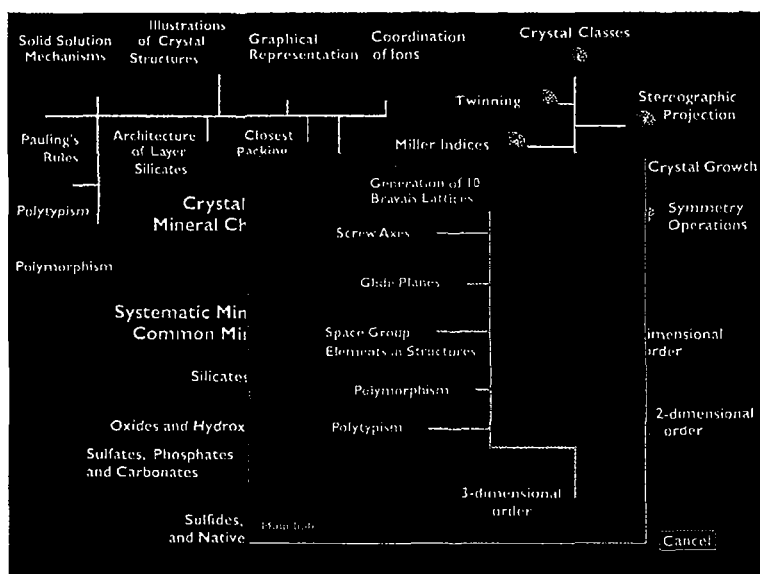 Solid Solution
Mechanisms
Illustrations
of Crystal
Structures
Graphical
Representation
Coordination
of Ions
Crystal Classes
Twinning
Stereographic
Projection
Miller Indices
Pauling's
Rules
Architecture
of Layer
Silicates
Closest
Packing
Polytypism
Polymorphism
Crystal
Mineral Ch
Generation of 10
Bravais Lattices
Screw Axes
Glide Planes
Space Group
Elements in Structures
Polymorphism
Polytypism
3-dimensional
order
Crystal Growth
Symmetry
Operations
imensional
order
2-dimensional
order
Systematic Min
Common Mi
Silicates
Oxides and Hydrox
Sulfates, Phosphates
and Carbonates
Sulfides,
and Native
Cancel